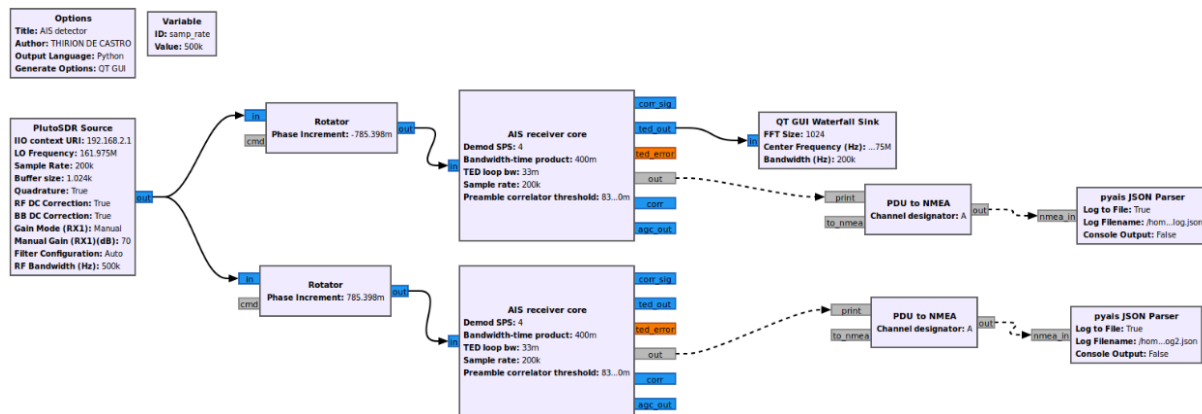 Options
Title: AIS detector
Author: THIRION DE CASTRO
Output Language: Python
Generate Options: QT GUI
Variable
ID: samp_rate
Value: 500k
PlutoSDR Source
IIO context URI: 192.168.2.1
LO Frequency: 161.975M
Sample Rate: 200k
Buffer size: 1.024k
Quadrature: True
RF DC Correction: True
BB DC Correction: True
Gain Mode (RX1): Manual
Manual Gain (RX1)(dB): 70
Filter Configuration: Auto
RF Bandwidth (Hz): 500k
out
in
cmd
Rotator
Phase Increment: -785.398m
out
in
AIS receiver core
Demod SPS: 4
Bandwidth-time product: 400m
TED loop bw: 33m
Sample rate: 200k
Preamble correlator threshold: 83...0m
corr_sig
ted_out
ted_error
out
corr
agc_out
in
QT GUI Waterfall Sink
FFT Size: 1024
Center Frequency (Hz): ...75M
Bandwidth (Hz): 200k
print
to_nmea
PDU to NMEA
Channel designator: A
out
nmea_in
pyais JSON Parser
Log to File: True
Log Filename: /hom...log.json
Console Output: False
in
cmd
Rotator
Phase Increment: 785.398m
out
in
AIS receiver core
Demod SPS: 4
Bandwidth-time product: 400m
TED loop bw: 33m
Sample rate: 200k
Preamble correlator threshold: 83...0m
corr_sig
ted_out
ted_error
out
corr
agc_out
print
to_nmea
PDU to NMEA
Channel designator: A
out
nmea_in
pyais JSON Parser
Log to File: True
Log Filename: /hom...og2.json
Console Output: False